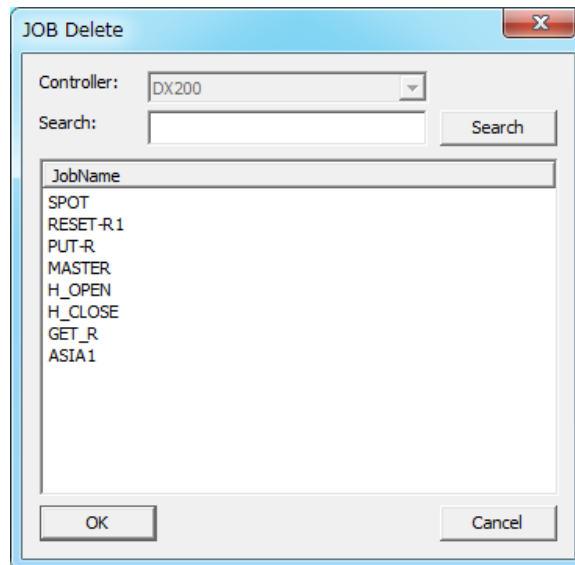 JOB Delete
Controller: DX200
Search: Search
JobName
SPOT
RESET-R1
PUT-R
MASTER
H_OPEN
H_CLOSE
GET_R
ASIA1
OK Cancel